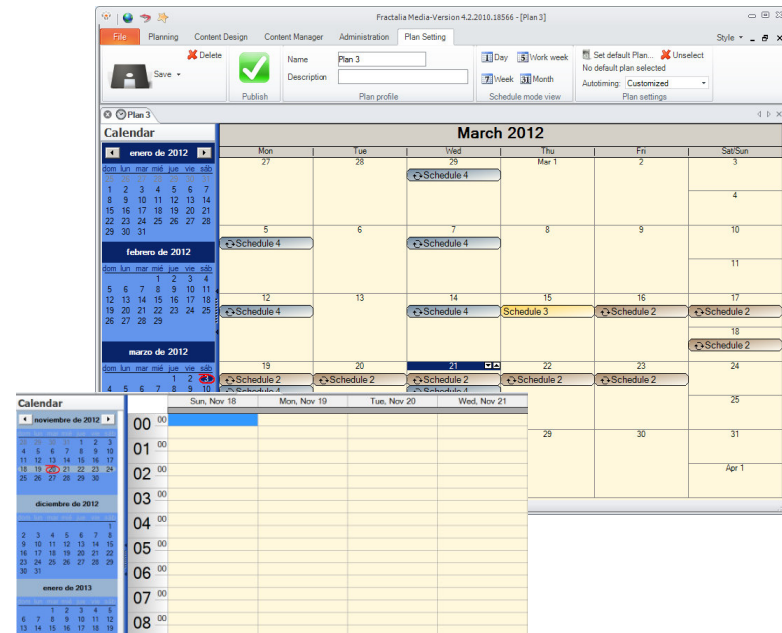 Fractalia Media-Version 4.2.2010.18566 - [Plan 3]
File Planning Content Design Content Manager Administration Plan Setting Style
Save
Delete
Publish
Name Plan 3
Description
Plan profile
1 Day 5 Work week
7 Week 31 Month
Schedule mode view
Set default Plan... Unselect
No default plan selected
Autotiming: Customized
Plan settings
Plan 3
Calendar
enero de 2012
dom lun mar mié jue vie sáb
1 2 3 4 5 6 7
8 9 10 11 12 13 14
15 16 17 18 19 20 21
22 23 24 25 26 27 28
29 30 31
febrero de 2012
dom lun mar mié jue vie sáb
1 2 3 4
5 6 7 8 9 10 11
12 13 14 15 16 17 18
19 20 21 22 23 24 25
26 27 28 29
marzo de 2012
dom lun mar mié jue vie sáb
1 2 3
4 5 6 7 8 9 10
March 2012
Mon Tue Wed Thu Fri Sat/Sun
27 28 29 Mar 1 2 3
Schedule 4
4
5 6 7 8 9 10
Schedule 4 Schedule 4
11
12 13 14 15 16 17
Schedule 4 Schedule 4 Schedule 3 Schedule 2 Schedule 2
18
Schedule 2
19 20 21 22 23 24
Schedule 2 Schedule 2 Schedule 2 Schedule 2 Schedule 2
Schedule 4 Schedule 4
25
29 30 31
Apr 1
Calendar
noviembre de 2012
1 2 3
4 5 6 7 8 9 10
11 12 13 14 15 16 17
18 19 20 21 22 23 24
25 26 27 28 29 30
diciembre de 2012
1
2 3 4 5 6 7 8
9 10 11 12 13 14 15
16 17 18 19 20 21 22
23 24 25 26 27 28 29
30 31
enero de 2013
1 2 3 4 5
6 7 8 9 10 11 12
13 14 15 16 17 18 19
Sun, Nov 18 Mon, Nov 19 Tue, Nov 20 Wed, Nov 21
00 00
01 00
02 00
03 00
04 00
05 00
06 00
07 00
08 00